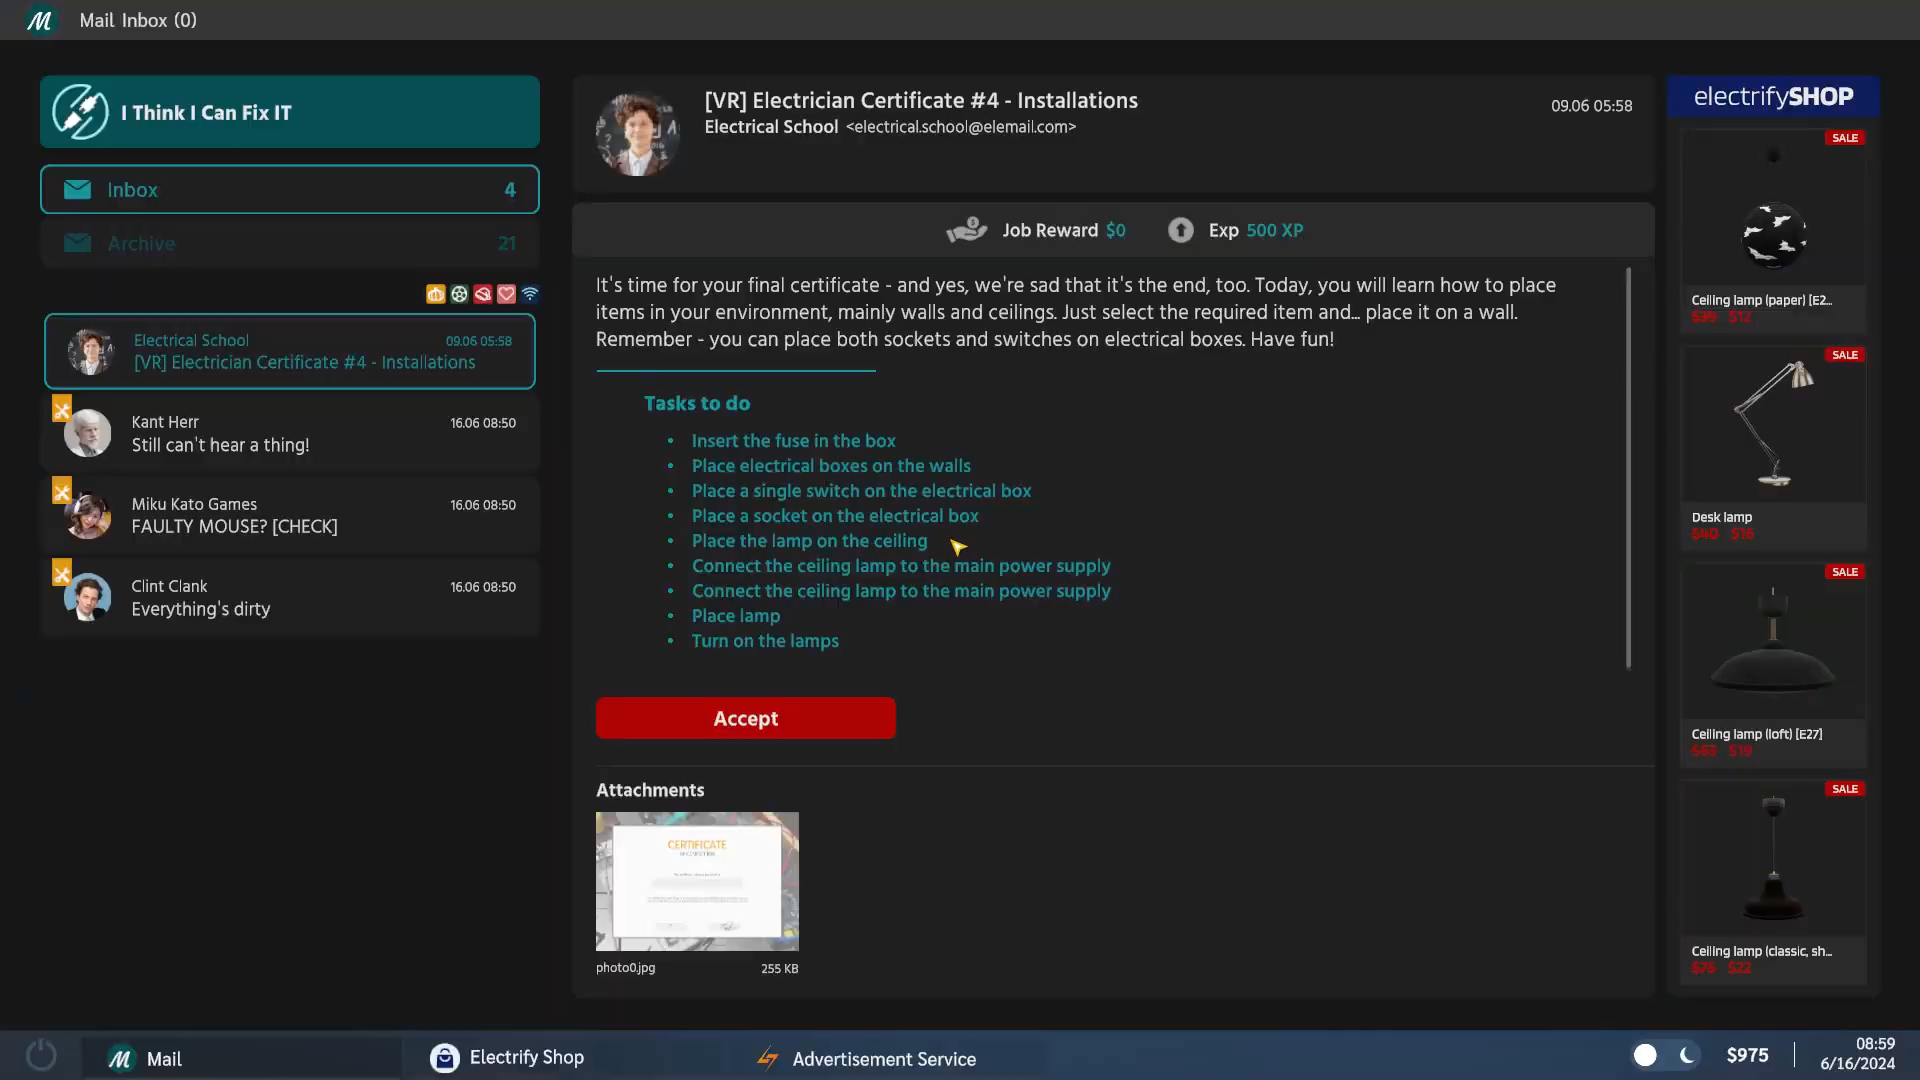 Mail Inbox (0)
I Think I Can Fix IT
Inbox 4
Archive 21
Electrical School 09.06 05:58
[VR] Electrician Certificate #4 - Installations
Kant Herr 16.06 08:50
Still can't hear a thing!
Miku Kato Games 16.06 08:50
FAULTY MOUSE? [CHECK]
Clint Clank 16.06 08:50
Everything's dirty
[VR] Electrician Certificate #4 - Installations 09.06 05:58
Electrical School <electrical.school@elemail.com>
Job Reward $0 Exp 500 XP
It's time for your final certificate - and yes, we're sad that it's the end, too. Today, you will learn how to place
items in your environment, mainly walls and ceilings. Just select the required item and... place it on a wall.
Remember - you can place both sockets and switches on electrical boxes. Have fun!
Tasks to do
• Insert the fuse in the box
• Place electrical boxes on the walls
• Place a single switch on the electrical box
• Place a socket on the electrical box
• Place the lamp on the ceiling
• Connect the ceiling lamp to the main power supply
• Connect the ceiling lamp to the main power supply
• Place lamp
• Turn on the lamps
Accept
Attachments
CERTIFICATE
photo0.jpg 255 KB
electrifySHOP
SALE
Ceiling lamp (paper) [E2...
$39 $12
SALE
Desk lamp
$40 $16
SALE
Ceiling lamp (loft) [E27]
$63 $19
SALE
Ceiling lamp (classic, sh...
$75 $22
Mail
Electrify Shop
Advertisement Service
$975
08:59
6/16/2024